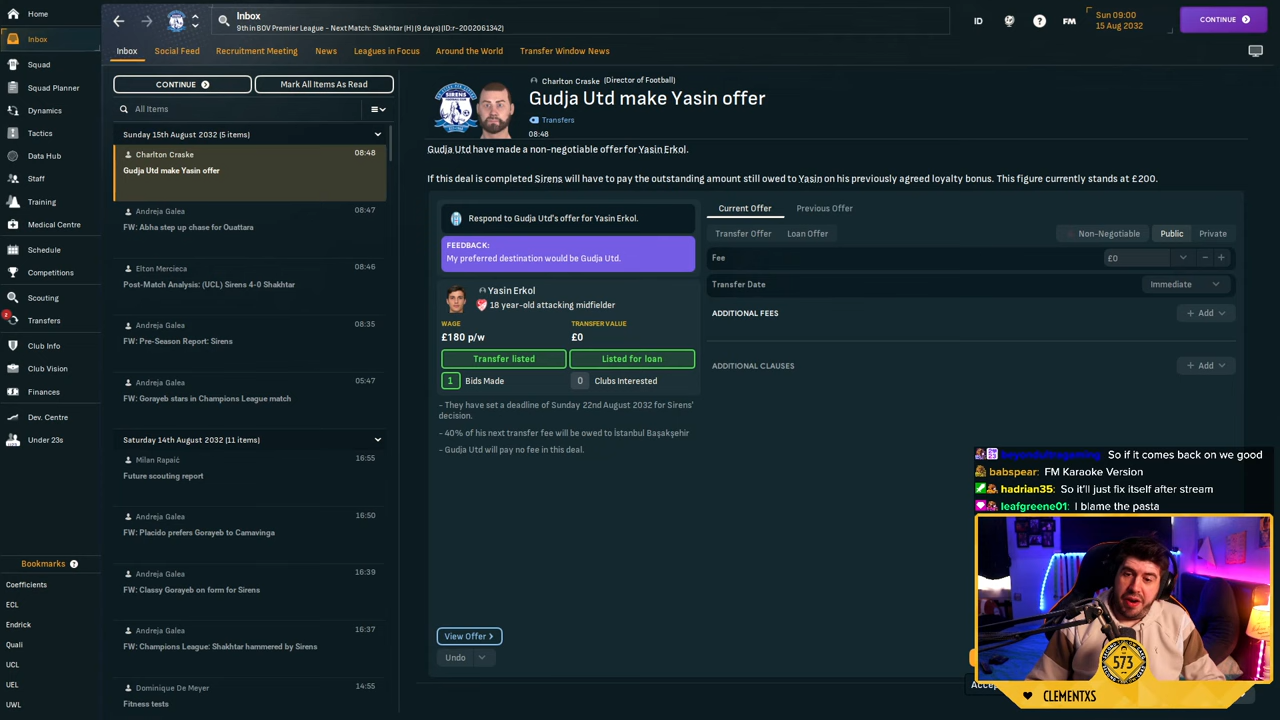 Home
Inbox
Squad
Squad Planner
Dynamics
Tactics
Data Hub
Staff
Training
Medical Centre
Schedule
Competitions
Scouting
2
Transfers
Club Info
Club Vision
Finances
Dev. Centre
Under 23s
Bookmarks ?
Coefficients
ECL
Endrick
Quali
UCL
UEL
UWL
Inbox
9th in BOV Premier League - Next Match: Shakhtar (H) (9 days) (ID:r-2002061342)
ID
?
FM
Sun 09:00
15 Aug 2032
CONTINUE
Inbox
Social Feed
Recruitment Meeting
News
Leagues in Focus
Around the World
Transfer Window News
CONTINUE
Mark All Items As Read
All Items
Sunday 15th August 2032 (5 items)
Charlton Craske
08:48
Gudja Utd make Yasin offer
Andreja Galea
08:47
FW: Abha step up chase for Ouattara
Elton Mercieca
08:46
Post-Match Analysis: (UCL) Sirens 4-0 Shakhtar
Andreja Galea
08:35
FW: Pre-Season Report: Sirens
Andreja Galea
05:47
FW: Gorayeb stars in Champions League match
Saturday 14th August 2032 (11 items)
Milan Rapaić
16:55
Future scouting report
Andreja Galea
16:50
FW: Placido prefers Gorayeb to Camavinga
Andreja Galea
16:39
FW: Classy Gorayeb on form for Sirens
Andreja Galea
16:37
FW: Champions League: Shakhtar hammered by Sirens
Dominique De Meyer
14:55
Fitness tests
SIRENS
Charlton Craske (Director of Football)
Gudja Utd make Yasin offer
Transfers
08:48
Gudja Utd have made a non-negotiable offer for Yasin Erkol.
If this deal is completed Sirens will have to pay the outstanding amount still owed to Yasin on his previously agreed loyalty bonus. This figure currently stands at £200.
Respond to Gudja Utd's offer for Yasin Erkol.
FEEDBACK:
My preferred destination would be Gudja Utd.
Yasin Erkol
18 year-old attacking midfielder
WAGE
TRANSFER VALUE
£180 p/w
£0
Transfer listed
Listed for loan
1 Bids Made
0 Clubs Interested
- They have set a deadline of Sunday 22nd August 2032 for Sirens'
decision.
- 40% of his next transfer fee will be owed to İstanbul Başakşehir
- Gudja Utd will pay no fee in this deal.
View Offer
Undo
Current Offer
Previous Offer
Transfer Offer
Loan Offer
Non-Negotiable
Public
Private
Fee
£0
Transfer Date
Immediate
ADDITIONAL FEES
Add
ADDITIONAL CLAUSES
Add
So if it comes back on we good
babspear: FM Karaoke Version
hadrian35: So it'll just fix itself after stream
leafgreene01: I blame the pasta
573
CLEMENTXS